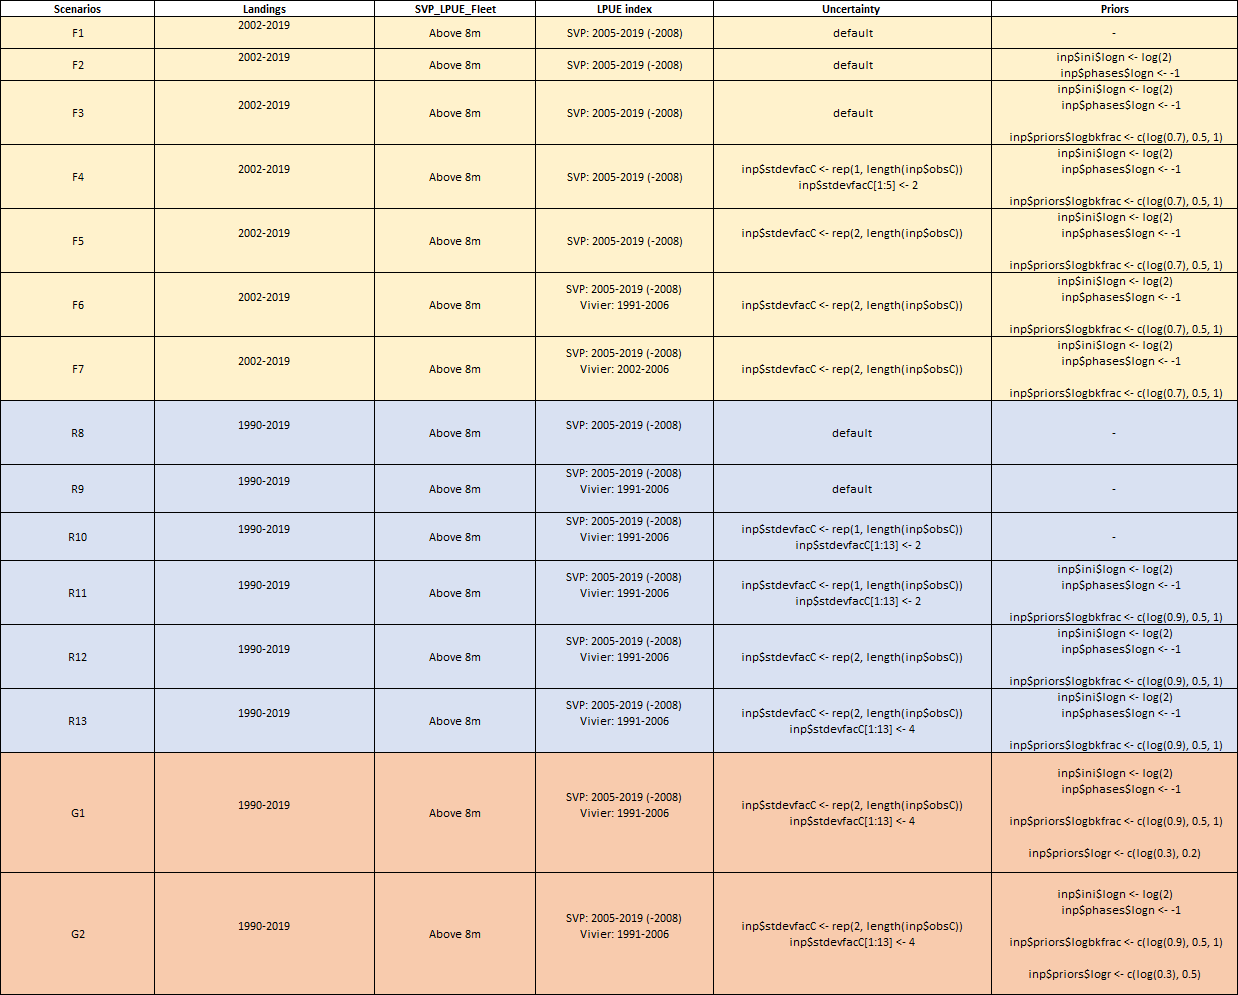 Scenarios Landings SVP_LPUE_Fleet LPUE index Uncertainty Priors
F1 2002-2019 Above 8m SVP: 2005-2019 (-2008) default -
F2 2002-2019 Above 8m SVP: 2005-2019 (-2008) default inp$ini$logn <- log(2)
inp$phases$logn <- -1
F3 2002-2019 Above 8m SVP: 2005-2019 (-2008) default inp$ini$logn <- log(2)
inp$phases$logn <- -1
inp$priors$logbkfrac <- c(log(0.7), 0.5, 1)
F4 2002-2019 Above 8m SVP: 2005-2019 (-2008) inp$stdevfacC <- rep(1, length(inp$obsC))
inp$stdevfacC[1:5] <- 2
inp$ini$logn <- log(2)
inp$phases$logn <- -1
inp$priors$logbkfrac <- c(log(0.7), 0.5, 1)
F5 2002-2019 Above 8m SVP: 2005-2019 (-2008) inp$stdevfacC <- rep(2, length(inp$obsC))
inp$ini$logn <- log(2)
inp$phases$logn <- -1
inp$priors$logbkfrac <- c(log(0.7), 0.5, 1)
F6 2002-2019 Above 8m SVP: 2005-2019 (-2008)
Vivier: 1991-2006
inp$stdevfacC <- rep(2, length(inp$obsC))
inp$ini$logn <- log(2)
inp$phases$logn <- -1
inp$priors$logbkfrac <- c(log(0.7), 0.5, 1)
F7 2002-2019 Above 8m SVP: 2005-2019 (-2008)
Vivier: 2002-2006
inp$stdevfacC <- rep(2, length(inp$obsC))
inp$ini$logn <- log(2)
inp$phases$logn <- -1
inp$priors$logbkfrac <- c(log(0.7), 0.5, 1)
R8 1990-2019 Above 8m SVP: 2005-2019 (-2008) default -
R9 1990-2019 Above 8m SVP: 2005-2019 (-2008)
Vivier: 1991-2006
default -
R10 1990-2019 Above 8m SVP: 2005-2019 (-2008)
Vivier: 1991-2006
inp$stdevfacC <- rep(1, length(inp$obsC))
inp$stdevfacC[1:13] <- 2
-
R11 1990-2019 Above 8m SVP: 2005-2019 (-2008)
Vivier: 1991-2006
inp$stdevfacC <- rep(1, length(inp$obsC))
inp$stdevfacC[1:13] <- 2
inp$ini$logn <- log(2)
inp$phases$logn <- -1
inp$priors$logbkfrac <- c(log(0.9), 0.5, 1)
R12 1990-2019 Above 8m SVP: 2005-2019 (-2008)
Vivier: 1991-2006
inp$stdevfacC <- rep(2, length(inp$obsC))
inp$ini$logn <- log(2)
inp$phases$logn <- -1
inp$priors$logbkfrac <- c(log(0.9), 0.5, 1)
R13 1990-2019 Above 8m SVP: 2005-2019 (-2008)
Vivier: 1991-2006
inp$stdevfacC <- rep(2, length(inp$obsC))
inp$stdevfacC[1:13] <- 4
inp$ini$logn <- log(2)
inp$phases$logn <- -1
inp$priors$logbkfrac <- c(log(0.9), 0.5, 1)
G1 1990-2019 Above 8m SVP: 2005-2019 (-2008)
Vivier: 1991-2006
inp$stdevfacC <- rep(2, length(inp$obsC))
inp$stdevfacC[1:13] <- 4
inp$ini$logn <- log(2)
inp$phases$logn <- -1
inp$priors$logbkfrac <- c(log(0.9), 0.5, 1)
inp$priors$logr <- c(log(0.3), 0.2)
G2 1990-2019 Above 8m SVP: 2005-2019 (-2008)
Vivier: 1991-2006
inp$stdevfacC <- rep(2, length(inp$obsC))
inp$stdevfacC[1:13] <- 4
inp$ini$logn <- log(2)
inp$phases$logn <- -1
inp$priors$logbkfrac <- c(log(0.9), 0.5, 1)
inp$priors$logr <- c(log(0.3), 0.5)